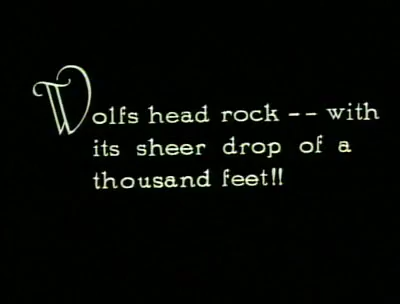 Wolfs head rock -- with
its sheer drop of a
thousand feet!!